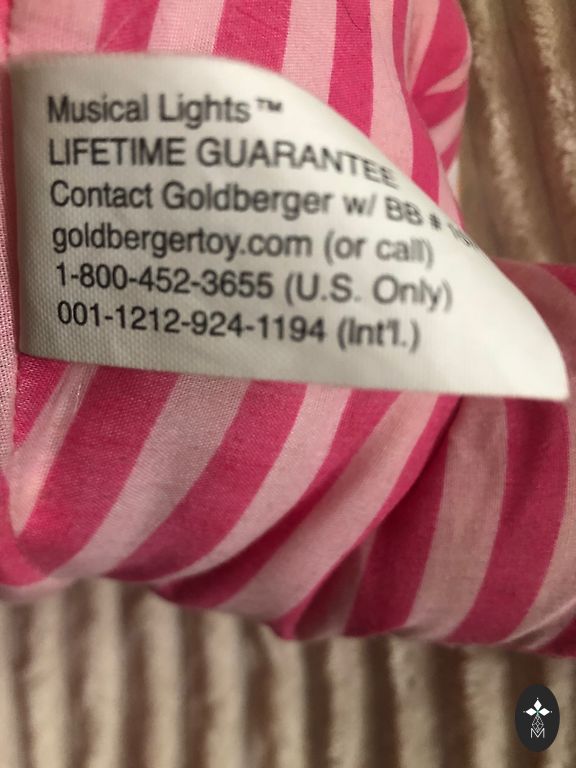 Musical Lights™
LIFETIME GUARANTEE
Contact Goldberger w/ BB #
goldbergertoy.com (or call)
1-800-452-3655 (U.S. Only)
001-1212-924-1194 (Int'l.)
M